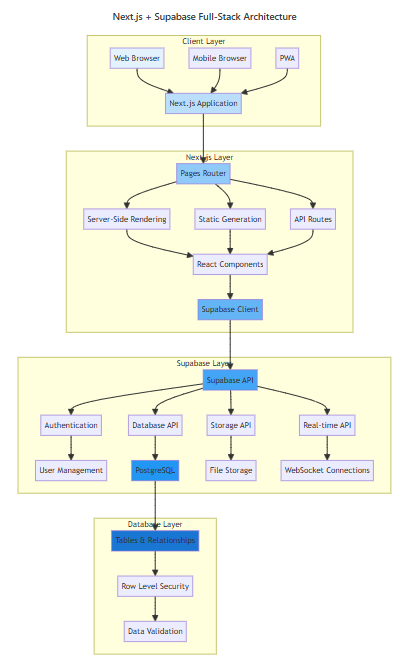 Next.js + Supabase Full-Stack Architecture
Client Layer
Web Browser
Mobile Browser
PWA
Next.js Application
Next.js Layer
Pages Router
Server-Side Rendering
Static Generation
API Routes
React Components
Supabase Client
Supabase Layer
Supabase API
Authentication
Database API
Storage API
Real-time API
User Management
PostgreSQL
File Storage
WebSocket Connections
Database Layer
Tables & Relationships
Row Level Security
Data Validation